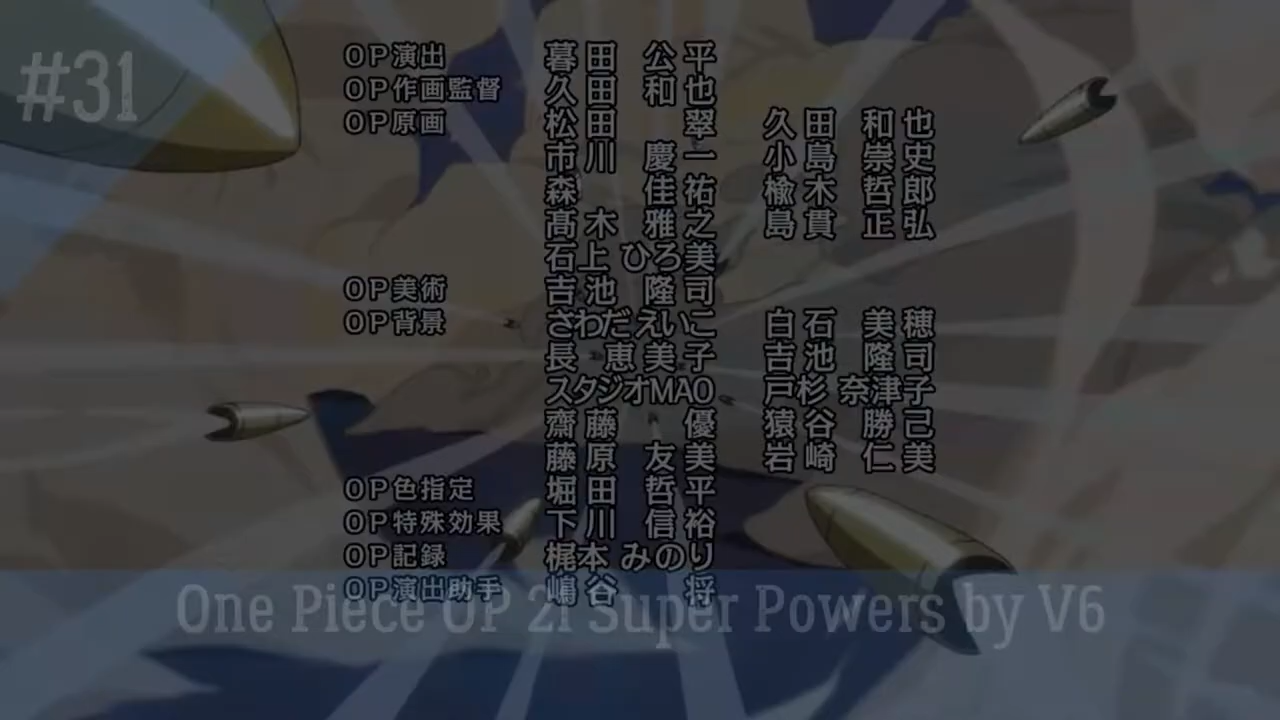 #31
OP演出 暮田 公平
OP作画監督 久田 和也
OP原画 松田 翠 久田 和也
市川 慶一 小島 崇史
森 佳祐 楡木 哲郎
髙木 雅之 島貫 正弘
石上 ひろ美
OP美術 吉池 隆司
OP背景 さわだ えいこ 白石 美穂
長 恵美子 吉池 隆司
スタジオMAO 戸杉 奈津子
齋藤 優 猿谷 勝己
藤原 友美 岩崎 仁美
OP色指定 堀田 哲平
OP特殊効果 下川 信裕
OP記録 梶本 みのり
OP演出助手 嶋谷 将
One Piece OP 21 Super Powers by V6